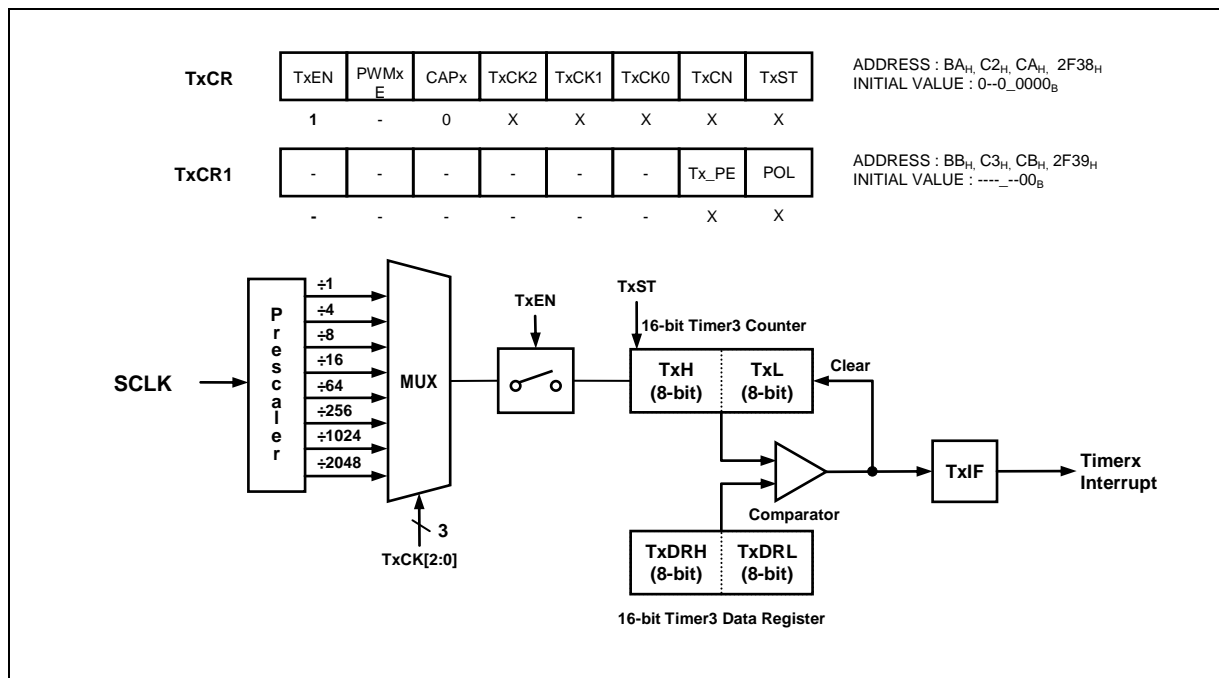 TxCR TxEN PWMx E CAPx TxCK2 TxCK1 TxCK0 TxCN TxST
ADDRESS : BAH, C2H, CAH, 2F38H
INITIAL VALUE : 0--0_0000B
1 - 0 X X X X X
TxCR1 - - - - - - Tx_PE POL
ADDRESS : BBH, C3H, CBH, 2F39H
INITIAL VALUE : ----_--00B
- - - - - - X X
SCLK
Prescaler
÷1
÷4
÷8
÷16
÷64
÷256
÷1024
÷2048
MUX
3
TxCK[2:0]
TxEN
TxST
16-bit Timer3 Counter
TxH
(8-bit)
TxL
(8-bit)
Clear
Comparator
TxIF
Timerx
Interrupt
TxDRH
(8-bit)
TxDRL
(8-bit)
16-bit Timer3 Data Register